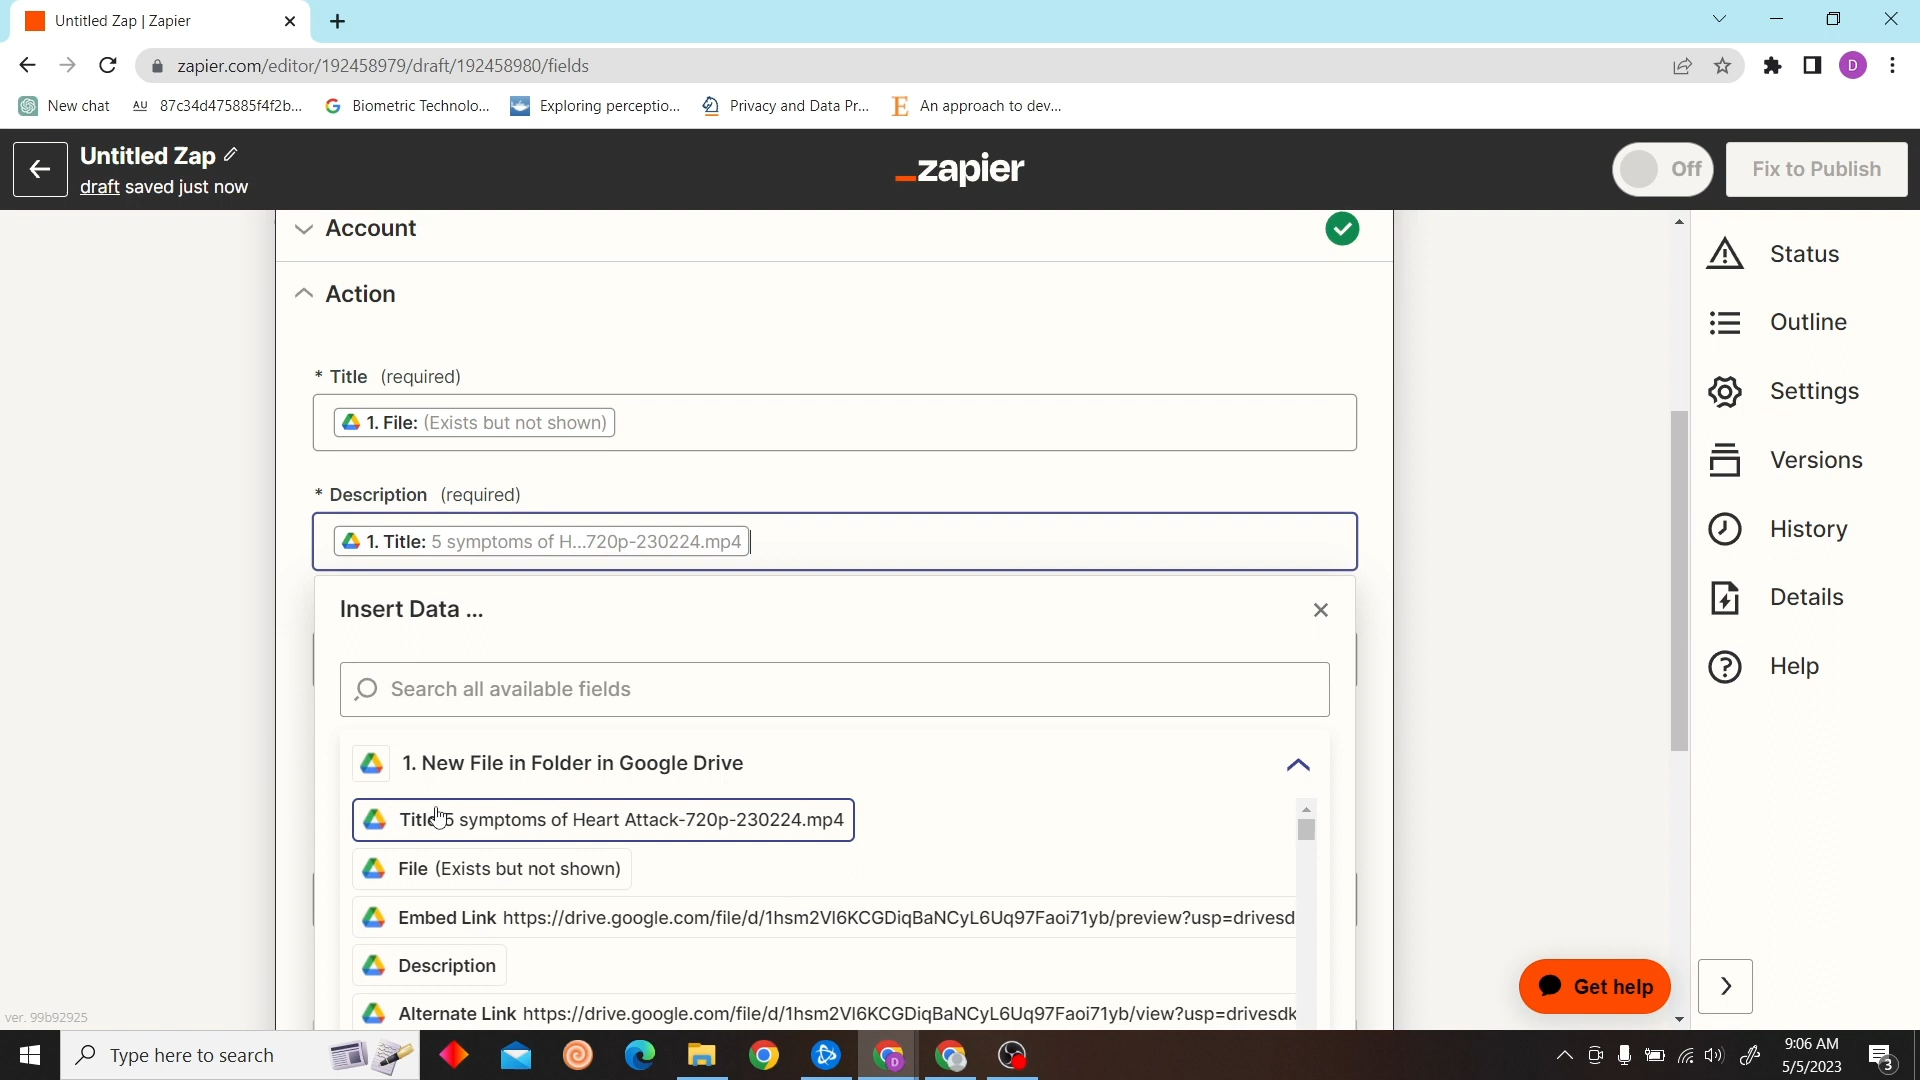 Untitled Zap | Zapier
zapier.com/editor/192458979/draft/192458980/fields
D
New chat
AU 87c34d475885f4f2b...
Biometric Technolo...
Exploring perceptio...
Privacy and Data Pr...
E An approach to dev...
Untitled Zap
draft saved just now
_zapier
Off
Fix to Publish
Account
Action
* Title (required)
1. File: (Exists but not shown)
* Description (required)
1. Title: 5 symptoms of H...720p-230224.mp4
Insert Data ...
Search all available fields
1. New File in Folder in Google Drive
Title 5 symptoms of Heart Attack-720p-230224.mp4
File (Exists but not shown)
Embed Link https://drive.google.com/file/d/1hsm2VI6KCGDiqBaNCyL6Uq97Faoi71yb/preview?usp=drivesd
Description
Alternate Link https://drive.google.com/file/d/1hsm2VI6KCGDiqBaNCyL6Uq97Faoi71yb/view?usp=drivesdk
Status
Outline
Settings
Versions
History
Details
Help
Get help
ver. 99b92925
Type here to search
D
9:06 AM
5/5/2023
3